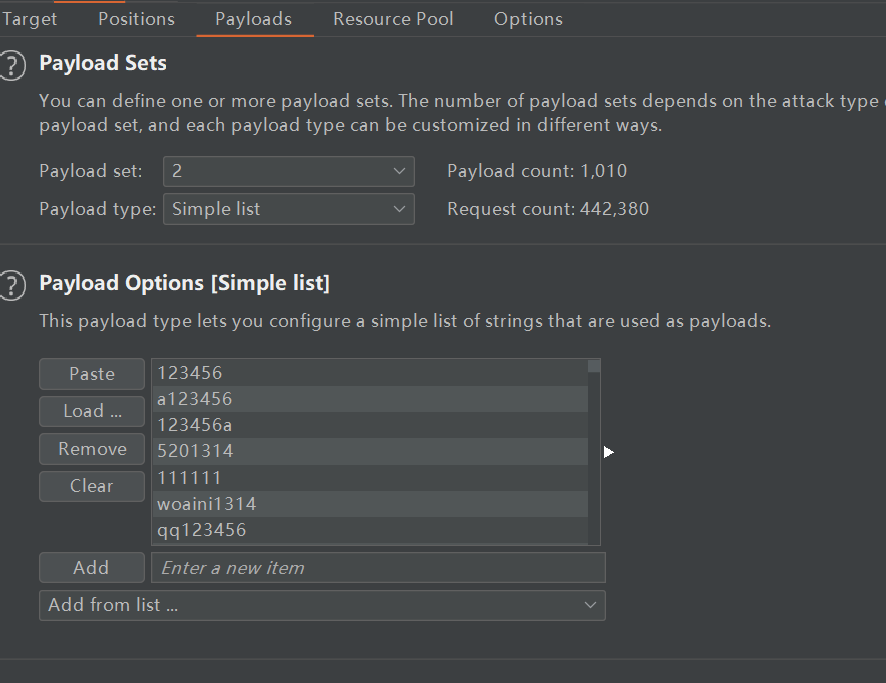 Target Positions Payloads Resource Pool Options
? Payload Sets
You can define one or more payload sets. The number of payload sets depends on the attack type
payload set, and each payload type can be customized in different ways.
Payload set: 2 Payload count: 1,010
Payload type: Simple list Request count: 442,380
? Payload Options [Simple list]
This payload type lets you configure a simple list of strings that are used as payloads.
Paste
Load ...
Remove
Clear
123456
a123456
123456a
5201314
111111
woaini1314
qq123456
Add Enter a new item
Add from list ...